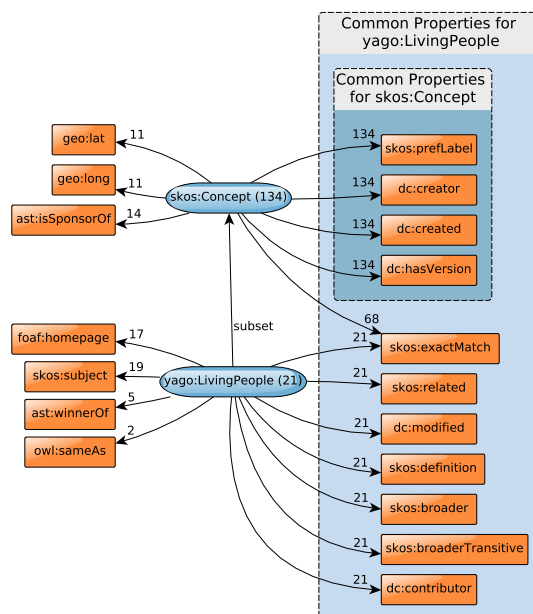 Common Properties for
yago:LivingPeople
Common Properties
for skos:Concept
geo:lat
11
134
skos:prefLabel
geo:long
11
134
dc:creator
skos:Concept (134)
ast:isSponsorOf
14
134
dc:created
134
dc:hasVersion
subset
68
foaf:homepage
17
21
skos:exactMatch
skos:subject
19
yago:LivingPeople (21)
21
skos:related
ast:winnerOf
5
21
dc:modified
owl:sameAs
2
21
skos:definition
21
skos:broader
21
skos:broaderTransitive
21
dc:contributor